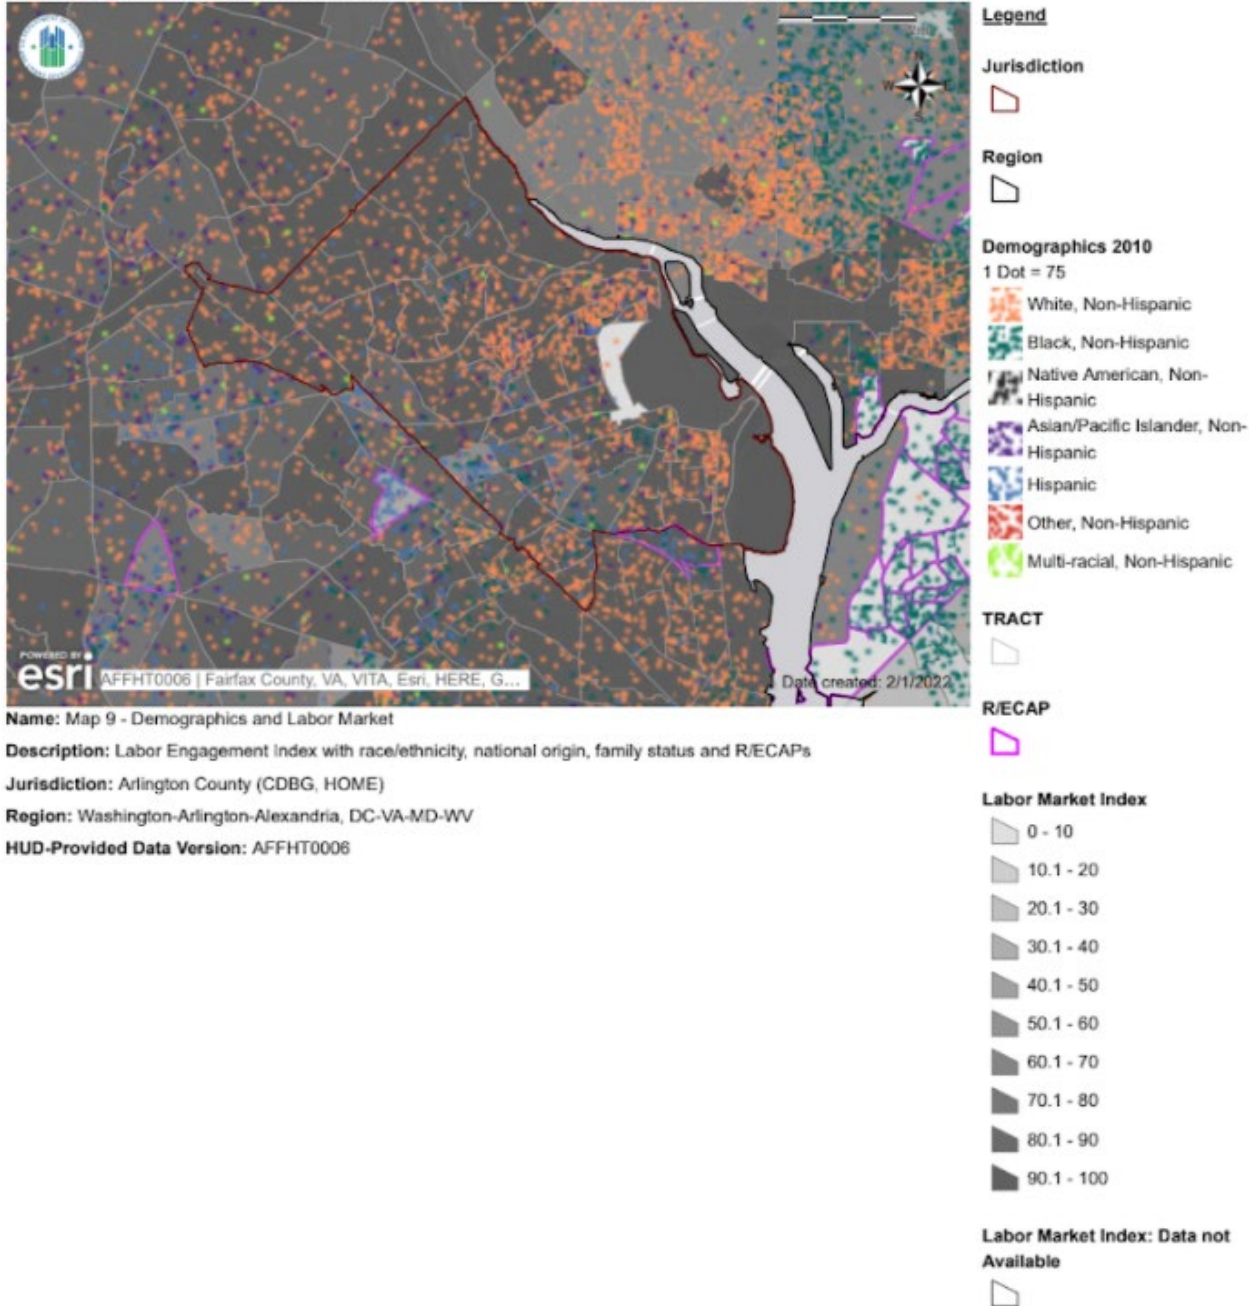 Legend
Jurisdiction
Region
Demographics 2010
1 Dot = 75
White, Non-Hispanic
Black, Non-Hispanic
Native American, Non-
Hispanic
Asian/Pacific Islander, Non-
Hispanic
Hispanic
Other, Non-Hispanic
Multi-racial, Non-Hispanic
TRACT
R/ECAP
Labor Market Index
0 - 10
10.1 - 20
20.1 - 30
30.1 - 40
40.1 - 50
50.1 - 60
60.1 - 70
70.1 - 80
80.1 - 90
90.1 - 100
Labor Market Index: Data not
Available
N
W
E
S
POWERED BY
esri
AFFHT0006 | Fairfax County, VA, VITA, Esri, HERE, G...
Date created: 2/1/2022
Name: Map 9 - Demographics and Labor Market
Description: Labor Engagement Index with race/ethnicity, national origin, family status and R/ECAPs
Jurisdiction: Arlington County (CDBG, HOME)
Region: Washington-Arlington-Alexandria, DC-VA-MD-WV
HUD-Provided Data Version: AFFHT0006